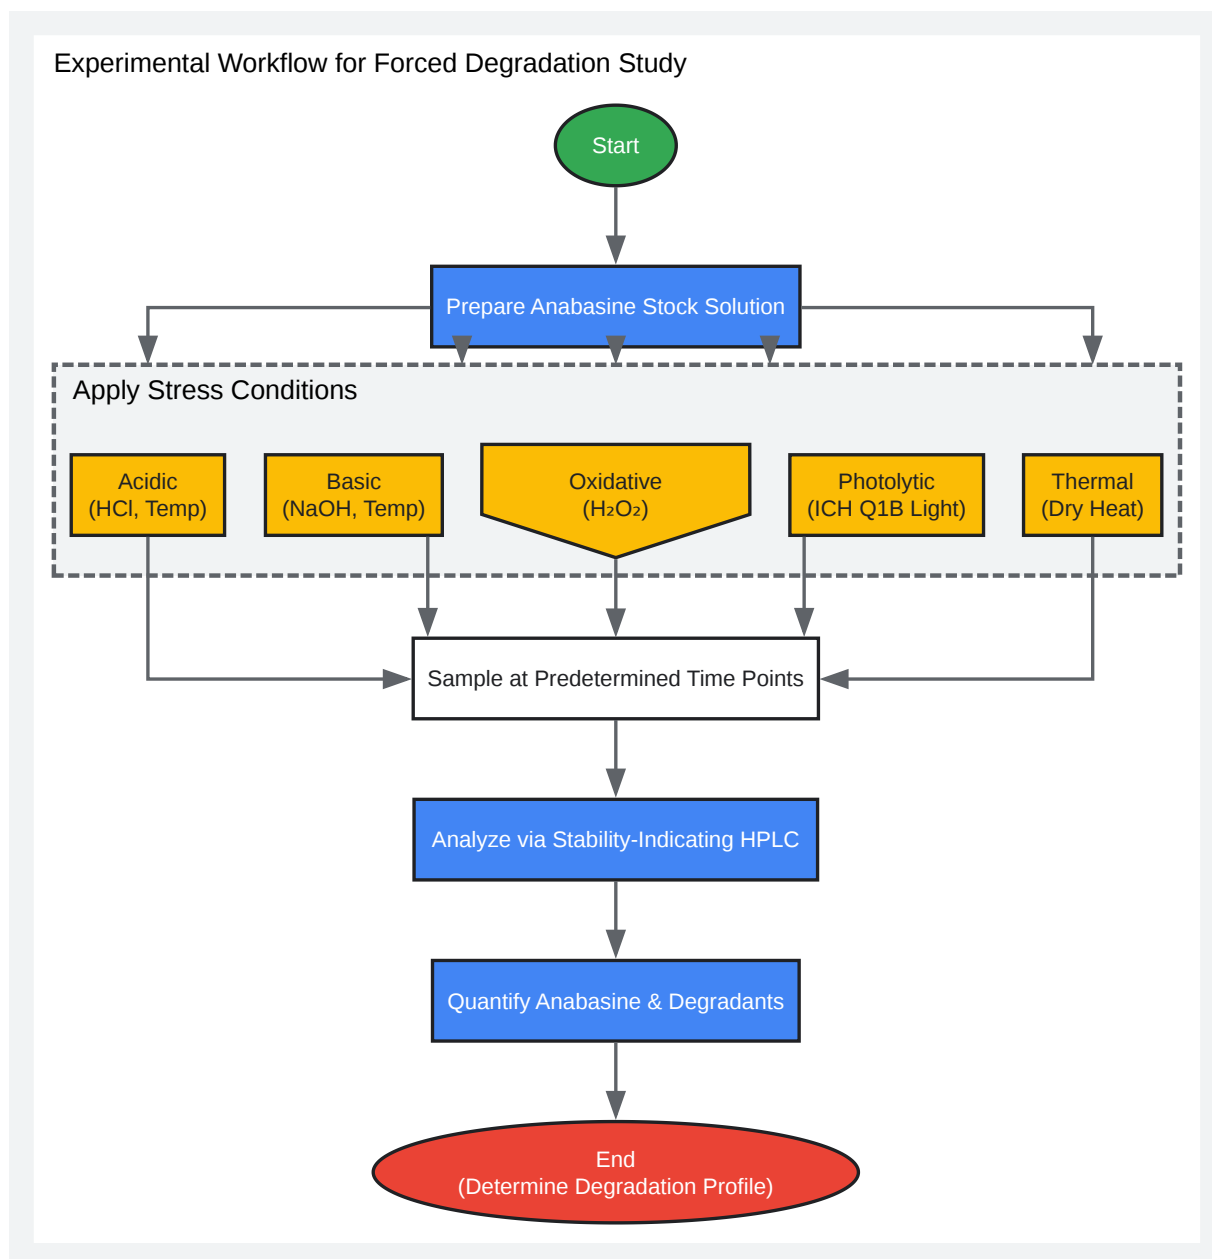 Experimental Workflow for Forced Degradation Study
Start
Prepare Anabasine Stock Solution
Apply Stress Conditions
Acidic
(HCl, Temp)
Basic
(NaOH, Temp)
Oxidative
(H₂O₂)
Photolytic
(ICH Q1B Light)
Thermal
(Dry Heat)
Sample at Predetermined Time Points
Analyze via Stability-Indicating HPLC
Quantify Anabasine & Degradants
End
(Determine Degradation Profile)